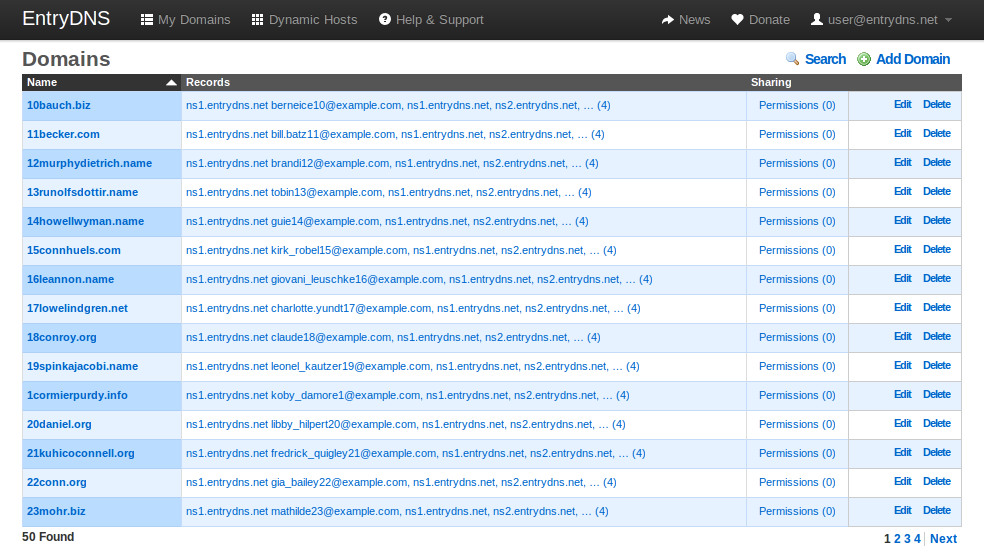 EntryDNS My Domains Dynamic Hosts Help & Support News Donate user@entrydns.net
Domains Search Add Domain
Name Records Sharing
10bauch.biz ns1.entrydns.net berneice10@example.com, ns1.entrydns.net, ns2.entrydns.net, ... (4) Permissions (0) Edit Delete
11becker.com ns1.entrydns.net bill.batz11@example.com, ns1.entrydns.net, ns2.entrydns.net, ... (4) Permissions (0) Edit Delete
12murphydietrich.name ns1.entrydns.net brandi12@example.com, ns1.entrydns.net, ns2.entrydns.net, ... (4) Permissions (0) Edit Delete
13runolfsdottir.name ns1.entrydns.net tobin13@example.com, ns1.entrydns.net, ns2.entrydns.net, ... (4) Permissions (0) Edit Delete
14howellwyman.name ns1.entrydns.net guie14@example.com, ns1.entrydns.net, ns2.entrydns.net, ... (4) Permissions (0) Edit Delete
15connhuels.com ns1.entrydns.net kirk_robel15@example.com, ns1.entrydns.net, ns2.entrydns.net, ... (4) Permissions (0) Edit Delete
16leannon.name ns1.entrydns.net giovani_leuschke16@example.com, ns1.entrydns.net, ns2.entrydns.net, ... (4) Permissions (0) Edit Delete
17lowelindgren.net ns1.entrydns.net charlotte.yundt17@example.com, ns1.entrydns.net, ns2.entrydns.net, ... (4) Permissions (0) Edit Delete
18conroy.org ns1.entrydns.net claude18@example.com, ns1.entrydns.net, ns2.entrydns.net, ... (4) Permissions (0) Edit Delete
19spinkajacobi.name ns1.entrydns.net leonel_kautzer19@example.com, ns1.entrydns.net, ns2.entrydns.net, ... (4) Permissions (0) Edit Delete
1cormierpurdy.info ns1.entrydns.net koby_damore1@example.com, ns1.entrydns.net, ns2.entrydns.net, ... (4) Permissions (0) Edit Delete
20daniel.org ns1.entrydns.net libby_hilpert20@example.com, ns1.entrydns.net, ns2.entrydns.net, ... (4) Permissions (0) Edit Delete
21kuhicoconnell.org ns1.entrydns.net fredrick_quigley21@example.com, ns1.entrydns.net, ns2.entrydns.net, ... (4) Permissions (0) Edit Delete
22conn.org ns1.entrydns.net gia_bailey22@example.com, ns1.entrydns.net, ns2.entrydns.net, ... (4) Permissions (0) Edit Delete
23mohr.biz ns1.entrydns.net mathilde23@example.com, ns1.entrydns.net, ns2.entrydns.net, ... (4) Permissions (0) Edit Delete
50 Found 1 2 3 4 Next